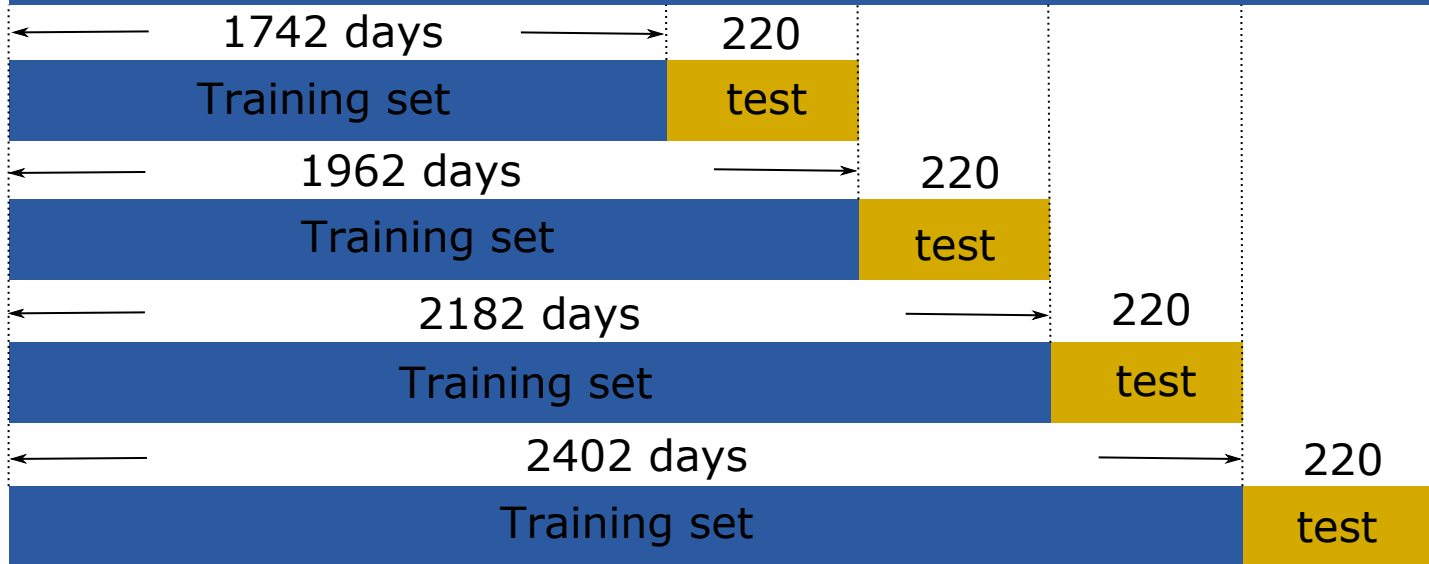 1742 days 220
Training set test
1962 days 220
Training set test
2182 days 220
Training set test
2402 days 220
Training set test